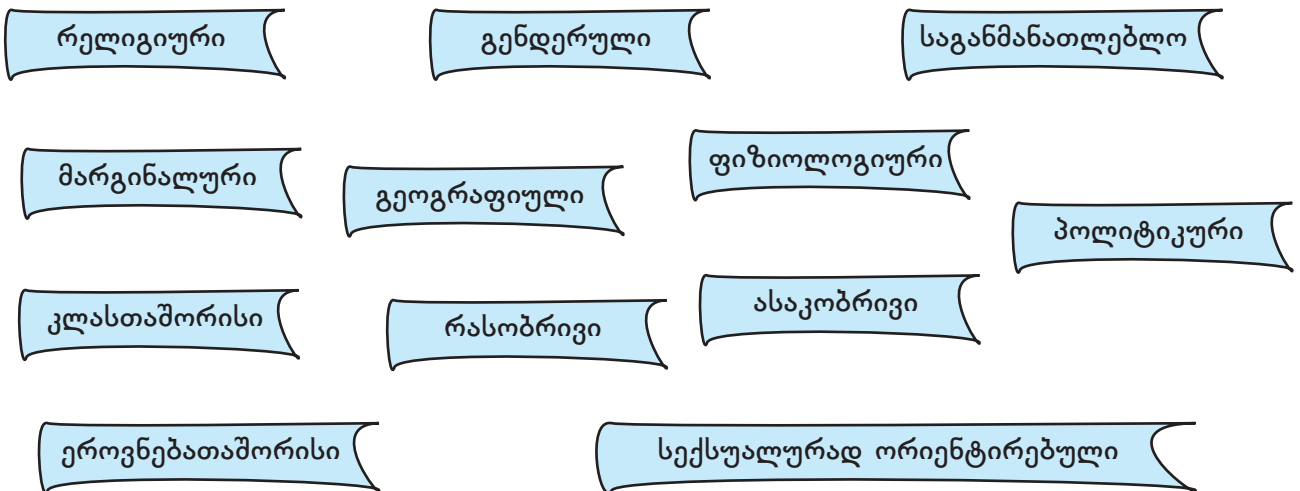 რელიგიური
გენდერული
საგანმანათლებლო
მარგინალური
გეოგრაფიული
ფიზიოლოგიური
პოლიტიკური
კლასთაშორისი
რასობრივი
ასაკობრივი
ეროვნებათაშორისი
სექსუალურად ორიენტირებული